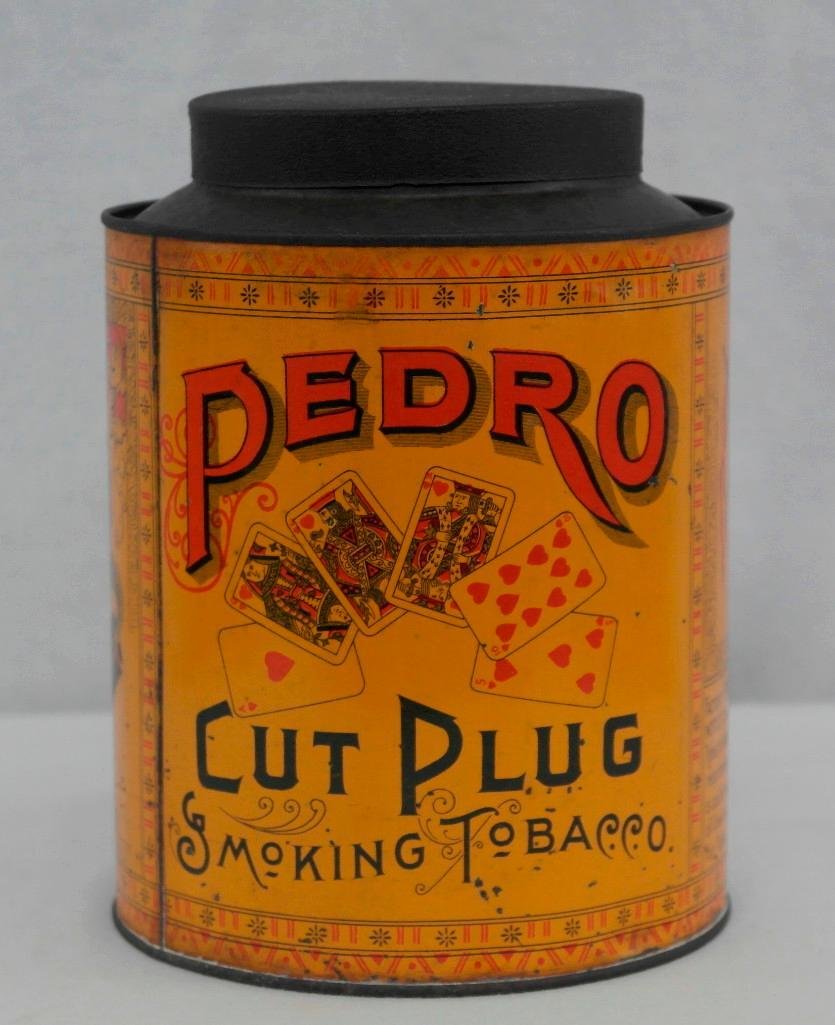 PEDRO
CUT PLUG
SMOKING TOBACCO.